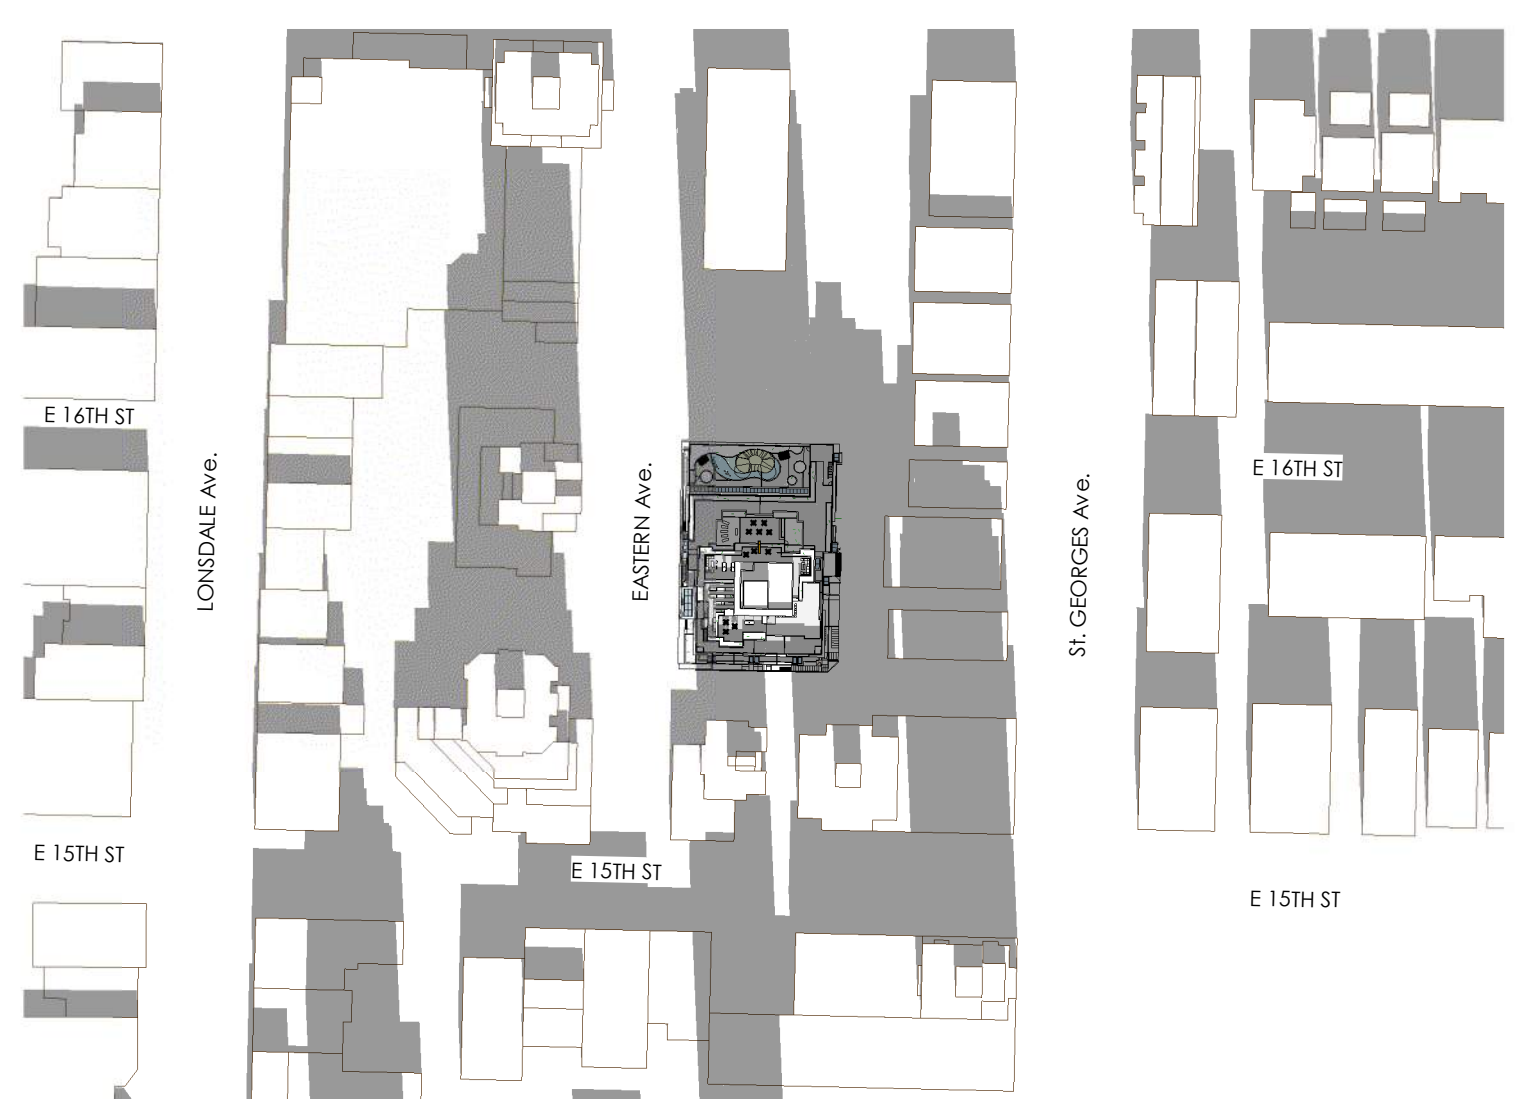 E 16TH ST
LONSDALE Ave.
EASTERN Ave.
St. GEORGES Ave.
E 16TH ST
E 15TH ST
E 15TH ST
E 15TH ST